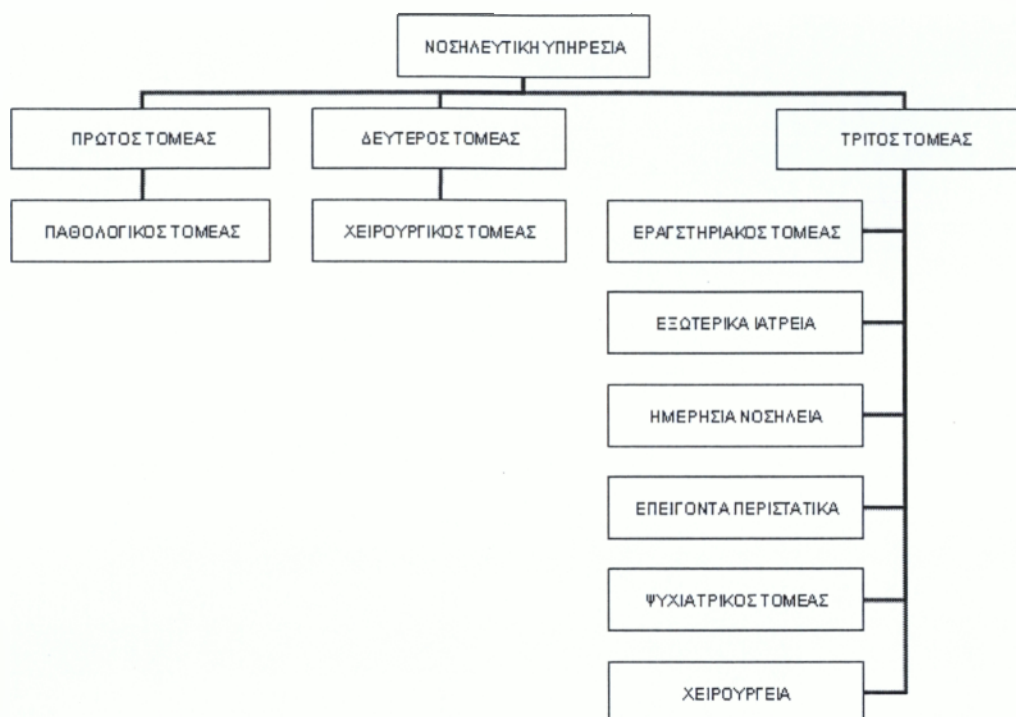 ΝΟΣΗΛΕΥΤΙΚΗ ΥΠΗΡΕΣΙΑ
ΠΡΩΤΟΣ ΤΟΜΕΑΣ
ΔΕΥΤΕΡΟΣ ΤΟΜΕΑΣ
ΤΡΙΤΟΣ ΤΟΜΕΑΣ
ΠΑΘΟΛΟΓΙΚΟΣ ΤΟΜΕΑΣ
ΧΕΙΡΟΥΡΓΙΚΟΣ ΤΟΜΕΑΣ
ΕΡΑΓΣΤΗΡΙΑΚΟΣ ΤΟΜΕΑΣ
ΕΞΩΤΕΡΙΚΑ ΙΑΤΡΕΙΑ
ΗΜΕΡΗΣΙΑ ΝΟΣΗΛΕΙΑ
ΕΠΕΙΓΟΝΤΑ ΠΕΡΙΣΤΑΤΙΚΑ
ΨΥΧΙΑΤΡΙΚΟΣ ΤΟΜΕΑΣ
ΧΕΙΡΟΥΡΓΕΙΑ